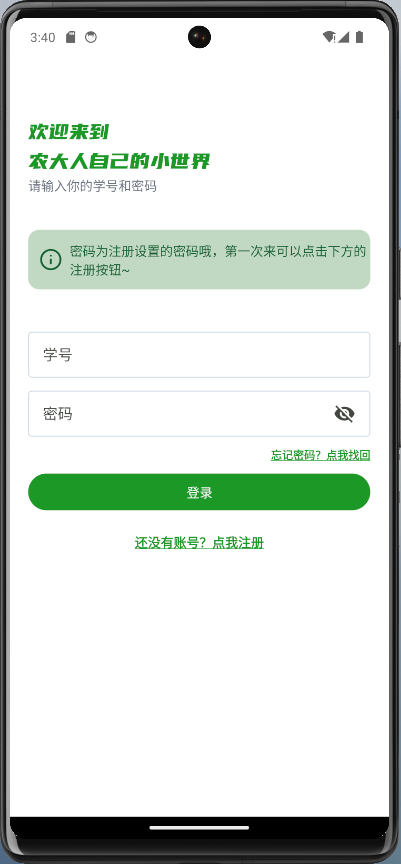 3:40
欢迎来到
农大人自己的小世界
请输入你的学号和密码
密码为注册设置的密码哦，第一次来可以点击下方的
注册按钮~
学号
密码
忘记密码？点我找回
登录
还没有账号？点我注册